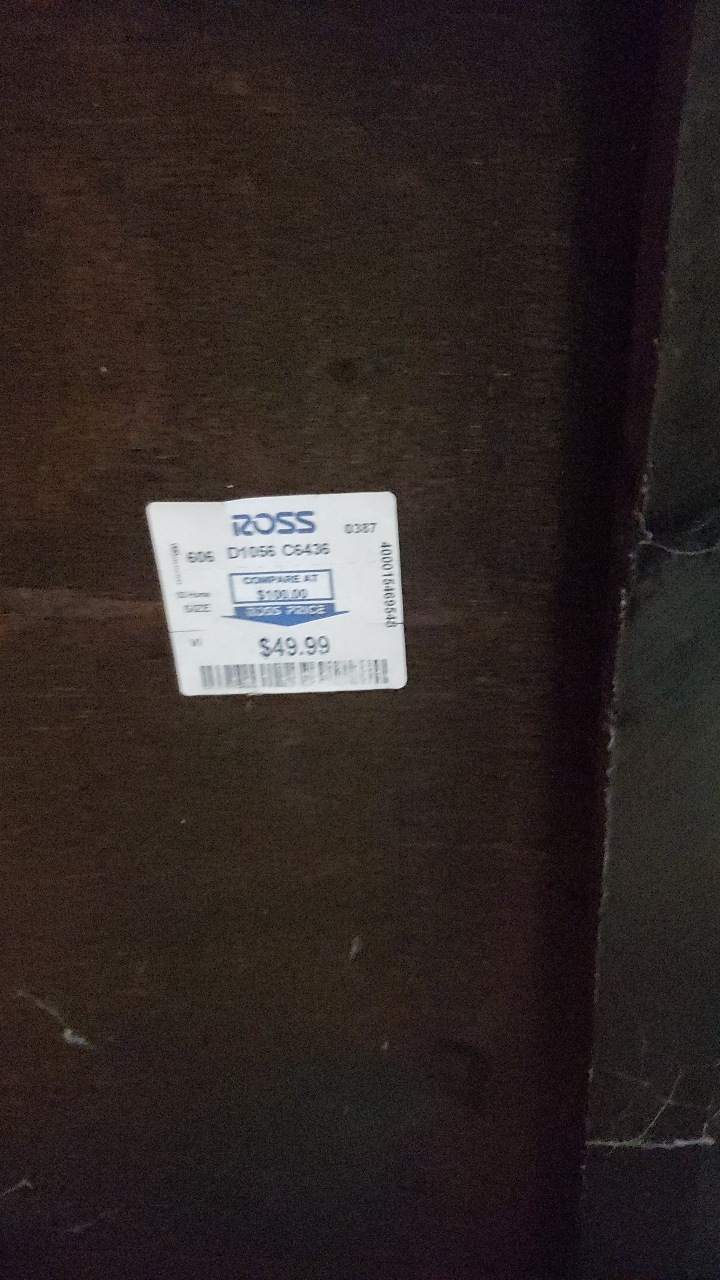 ROSS
0387
606 D1056 C6436
COMPARE AT
$100.00
SIZE
ROSS PRICE
$49.99
400015469548